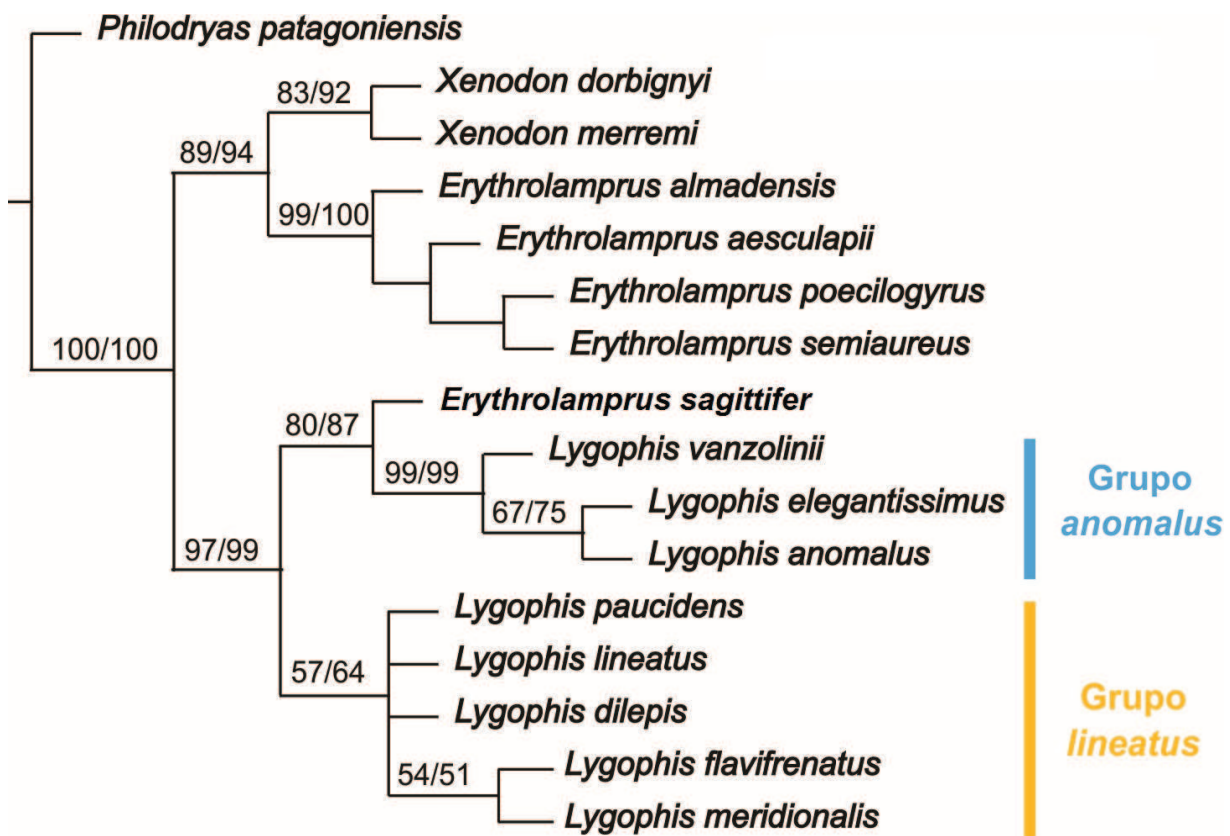 Philodryas patagoniensis
83/92
Xenodon dorbignyi
Xenodon merremi
89/94
Erythrolamprus almadensis
99/100
Erythrolamprus aesculapii
Erythrolamprus poecilogyrus
Erythrolamprus semiaureus
100/100
Erythrolamprus sagittifer
80/87
Lygophis vanzolinii
99/99
Lygophis elegantissimus
67/75
Lygophis anomalus
Grupo
anomalus
97/99
Lygophis paucidens
Lygophis lineatus
57/64
Lygophis dilepis
Lygophis flavifrenatus
54/51
Lygophis meridionalis
Grupo
lineatus